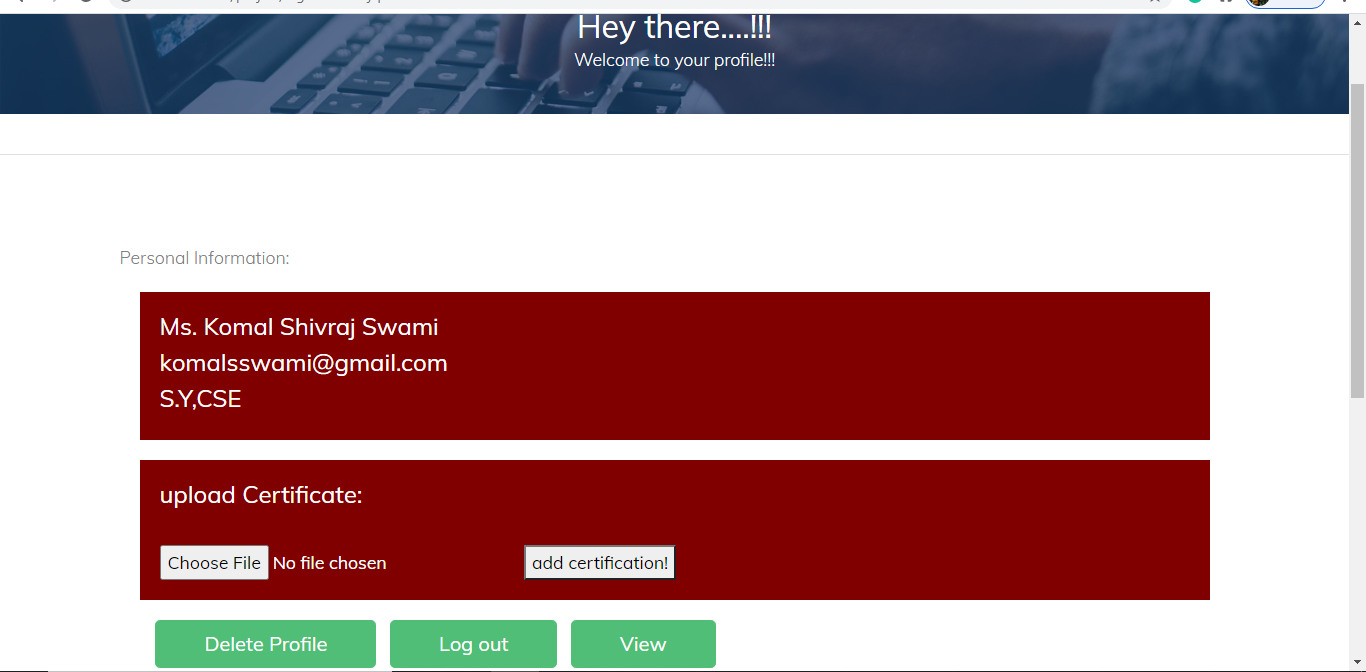 Hey there....!!!
Welcome to your profile!!!
Personal Information:
Ms. Komal Shivraj Swami
komalsswami@gmail.com
S.Y,CSE
upload Certificate:
Choose File No file chosen add certification!
Delete Profile Log out View